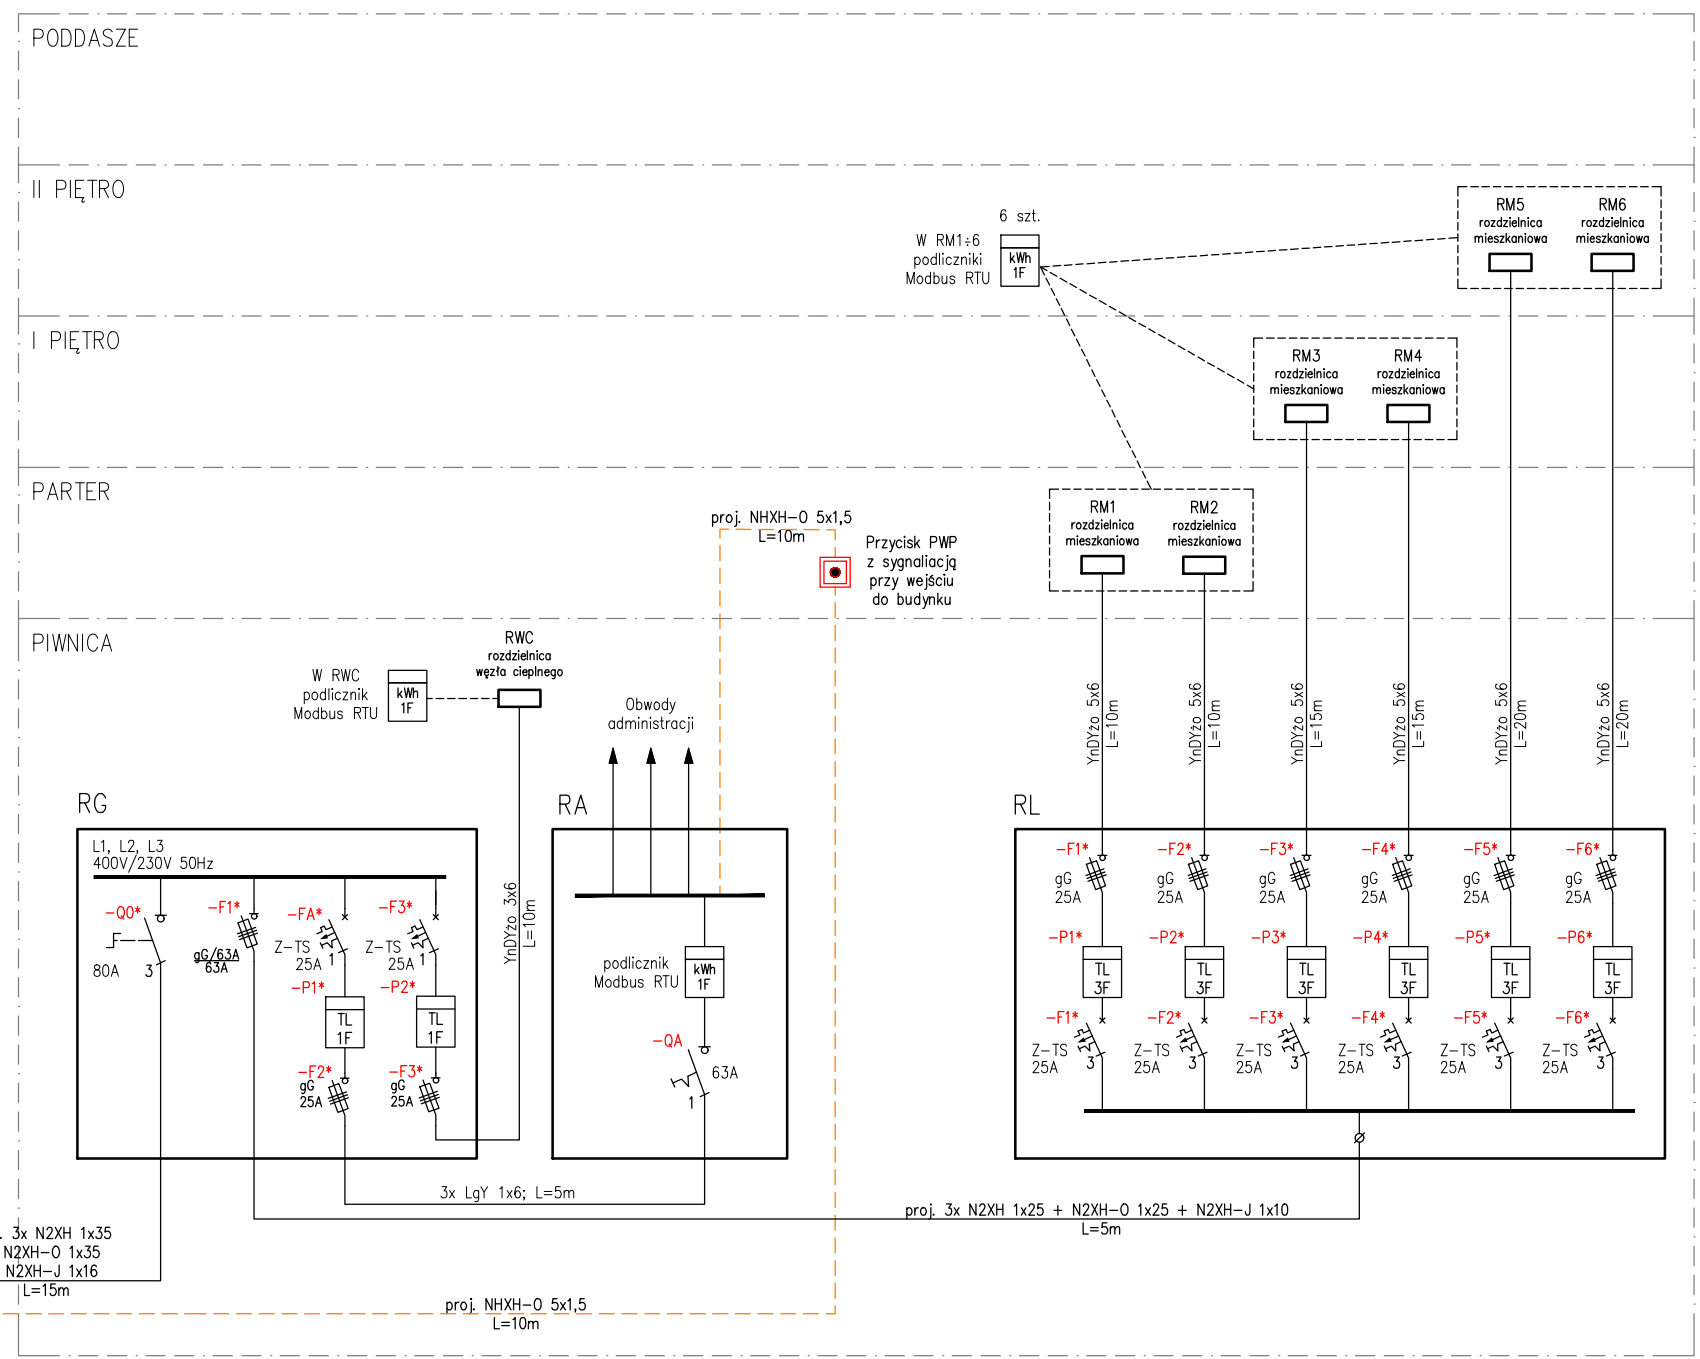 PODDASZE
II PIĘTRO
6 szt.
W RM1÷6
podliczniki
Modbus RTU
kWh
1F
RM5
rozdzielnica
mieszkaniowa
RM6
rozdzielnica
mieszkaniowa
I PIĘTRO
RM3
rozdzielnica
mieszkaniowa
RM4
rozdzielnica
mieszkaniowa
PARTER
proj. NHXH-O 5x1,5
L=10m
Przycisk PWP
z sygnaliacją
przy wejściu
do budynku
RM1
rozdzielnica
mieszkaniowa
RM2
rozdzielnica
mieszkaniowa
PIWNICA
W RWC
podlicznik
Modbus RTU
kWh
1F
RWC
rozdzielnica
węzła cieplnego
Obwody
administracji
YnDYżo 5x6
L=10m
YnDYżo 5x6
L=10m
YnDYżo 5x6
L=15m
YnDYżo 5x6
L=15m
YnDYżo 5x6
L=20m
YnDYżo 5x6
L=20m
RG
L1, L2, L3
400V/230V 50Hz
-Q0*
80A
3
-F1*
gG/63A
63A
-FA*
Z-TS
25A
1
-P1*
TL
1F
-F2*
gG
25A
-F3*
Z-TS
25A
1
-P2*
TL
1F
-F3*
gG
25A
YnDYżo 3x6
L=10m
RA
podlicznik
Modbus RTU
kWh
1F
-QA
63A
1
RL
-F1*
gG
25A
-F2*
gG
25A
-F3*
gG
25A
-F4*
gG
25A
-F5*
gG
25A
-F6*
gG
25A
-P1*
TL
3F
-P2*
TL
3F
-P3*
TL
3F
-P4*
TL
3F
-P5*
TL
3F
-P6*
TL
3F
-F1*
Z-TS
25A
3
-F2*
Z-TS
25A
3
-F3*
Z-TS
25A
3
-F4*
Z-TS
25A
3
-F5*
Z-TS
25A
3
-F6*
Z-TS
25A
3
3x LgY 1x6; L=5m
proj. 3x N2XH 1x25 + N2XH-O 1x25 + N2XH-J 1x10
L=5m
. 3x N2XH 1x35
N2XH-O 1x35
N2XH-J 1x16
L=15m
proj. NHXH-O 5x1,5
L=10m